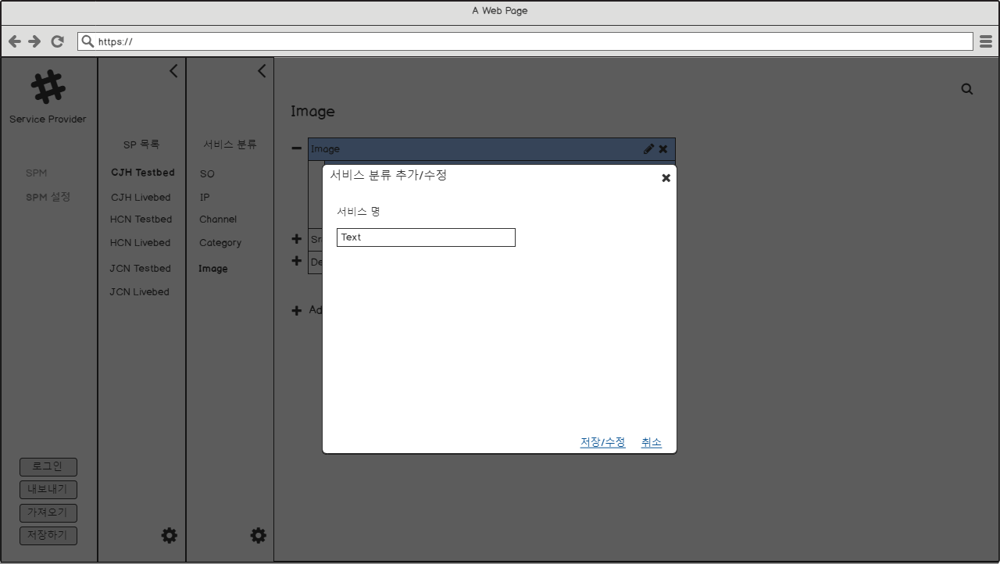 A Web Page
https://
Service Provider
SPM
SPM 설정
로그인
내보내기
가져오기
저장하기
SP 목록
CJH Testbed
CJH Livebed
HCN Testbed
HCN Livebed
JCN Testbed
JCN Livebed
서비스 분류
SO
IP
Channel
Category
Image
Image
Image
서비스 분류 추가/수정
서비스 명
Text
저장/수정 취소